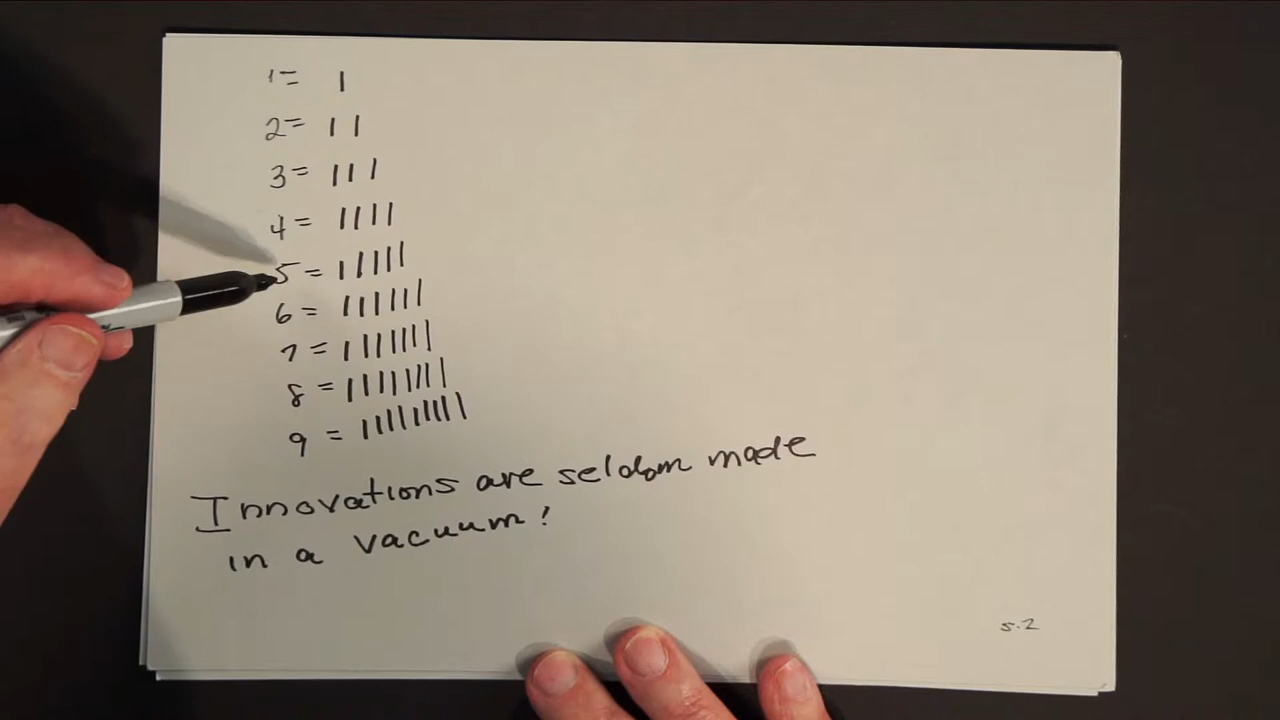 1= |
2= ||
3= |||
4= ||||
5 = |||||
6 = ||||||
7 = |||||||
8 = ||||||||
9 = |||||||||
Innovations are seldom made
in a vacuum!
5.2